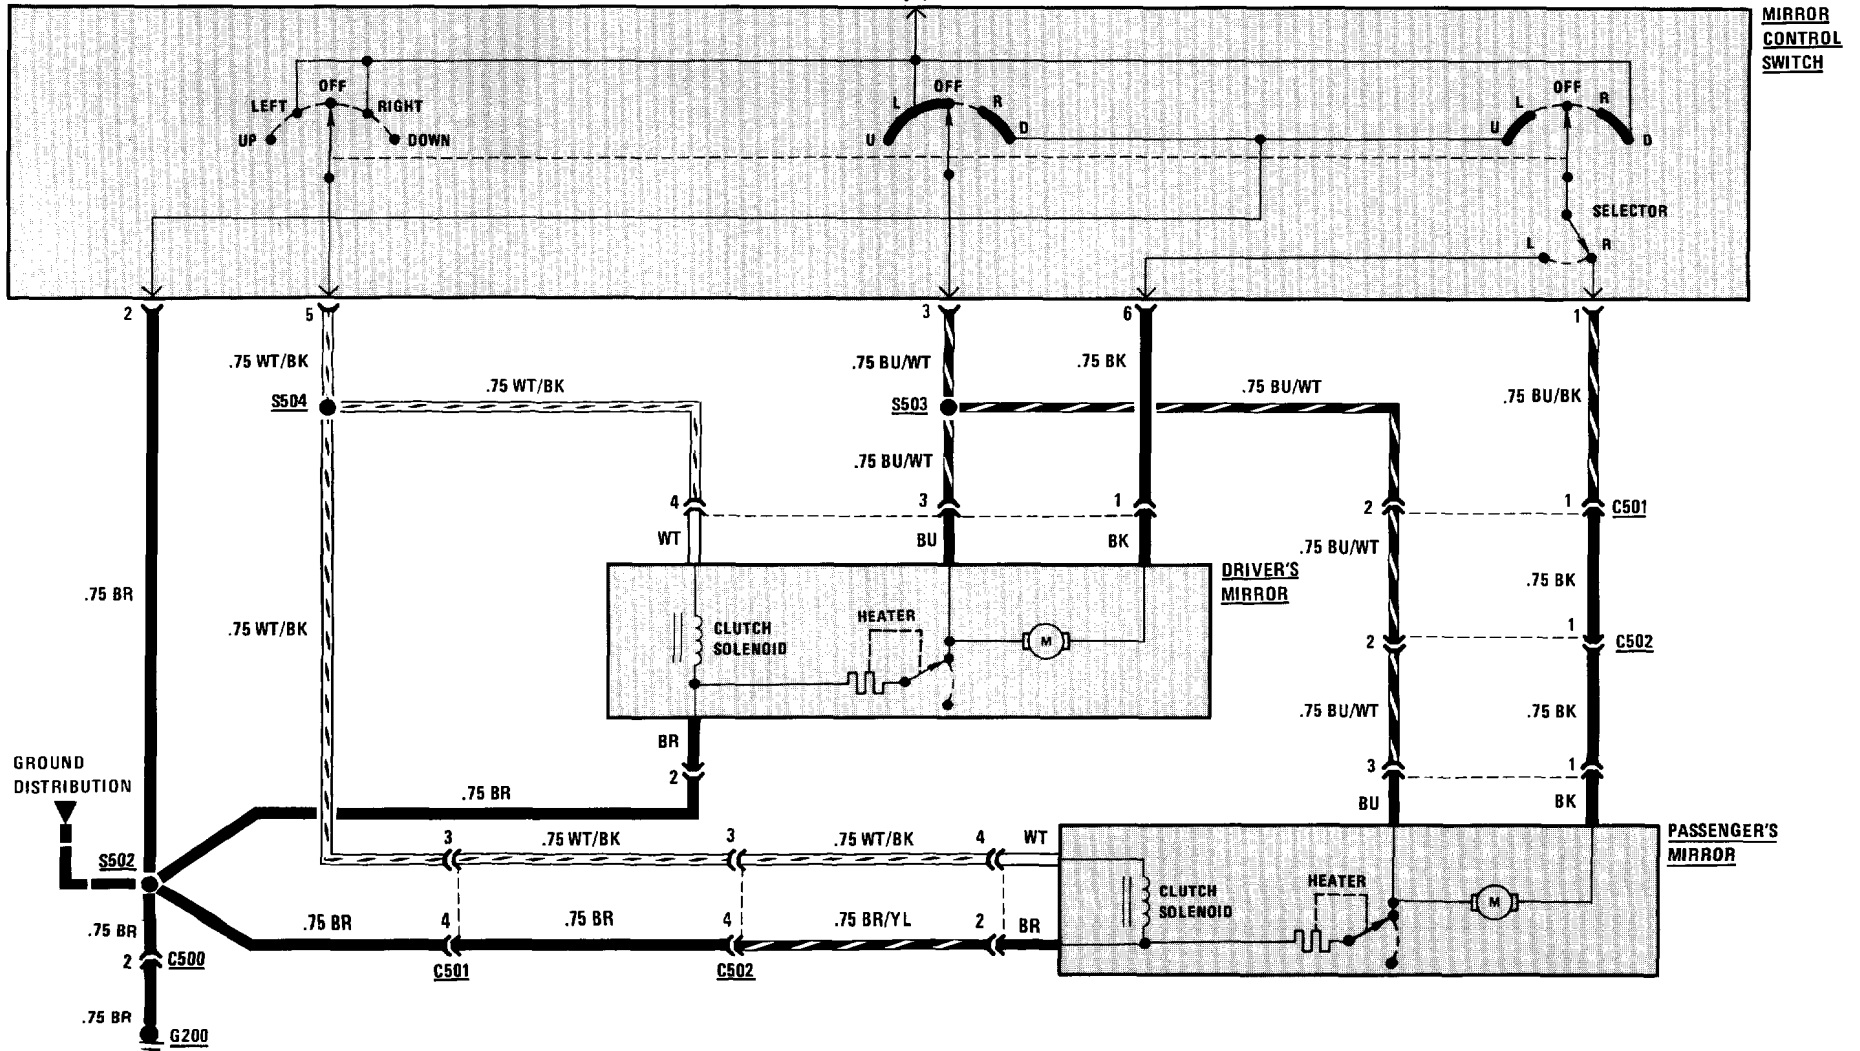 MIRROR
CONTROL
SWITCH
OFF
LEFT
RIGHT
UP
DOWN
OFF
L
R
U
D
OFF
L
R
U
D
SELECTOR
L
R
2
5
3
6
1
.75 WT/BK
.75 BU/WT
.75 BK
.75 WT/BK
.75 BU/WT
.75 BU/BK
S504
S503
.75 BU/WT
4
3
1
2
1
C501
WT
BU
BK
.75 BU/WT
DRIVER'S
MIRROR
.75 BK
.75 BR
.75 WT/BK
HEATER
CLUTCH
SOLENOID
M
1
2
C502
.75 BU/WT
.75 BK
BR
2
3
1
GROUND
DISTRIBUTION
.75 BR
BU
BK
3
.75 WT/BK
3
.75 WT/BK
4
WT
PASSENGER'S
MIRROR
S502
HEATER
CLUTCH
SOLENOID
M
.75 BR
.75 BR
4
.75 BR
4
.75 BR/YL
2
BR
2
C500
C501
C502
.75 BR
G200